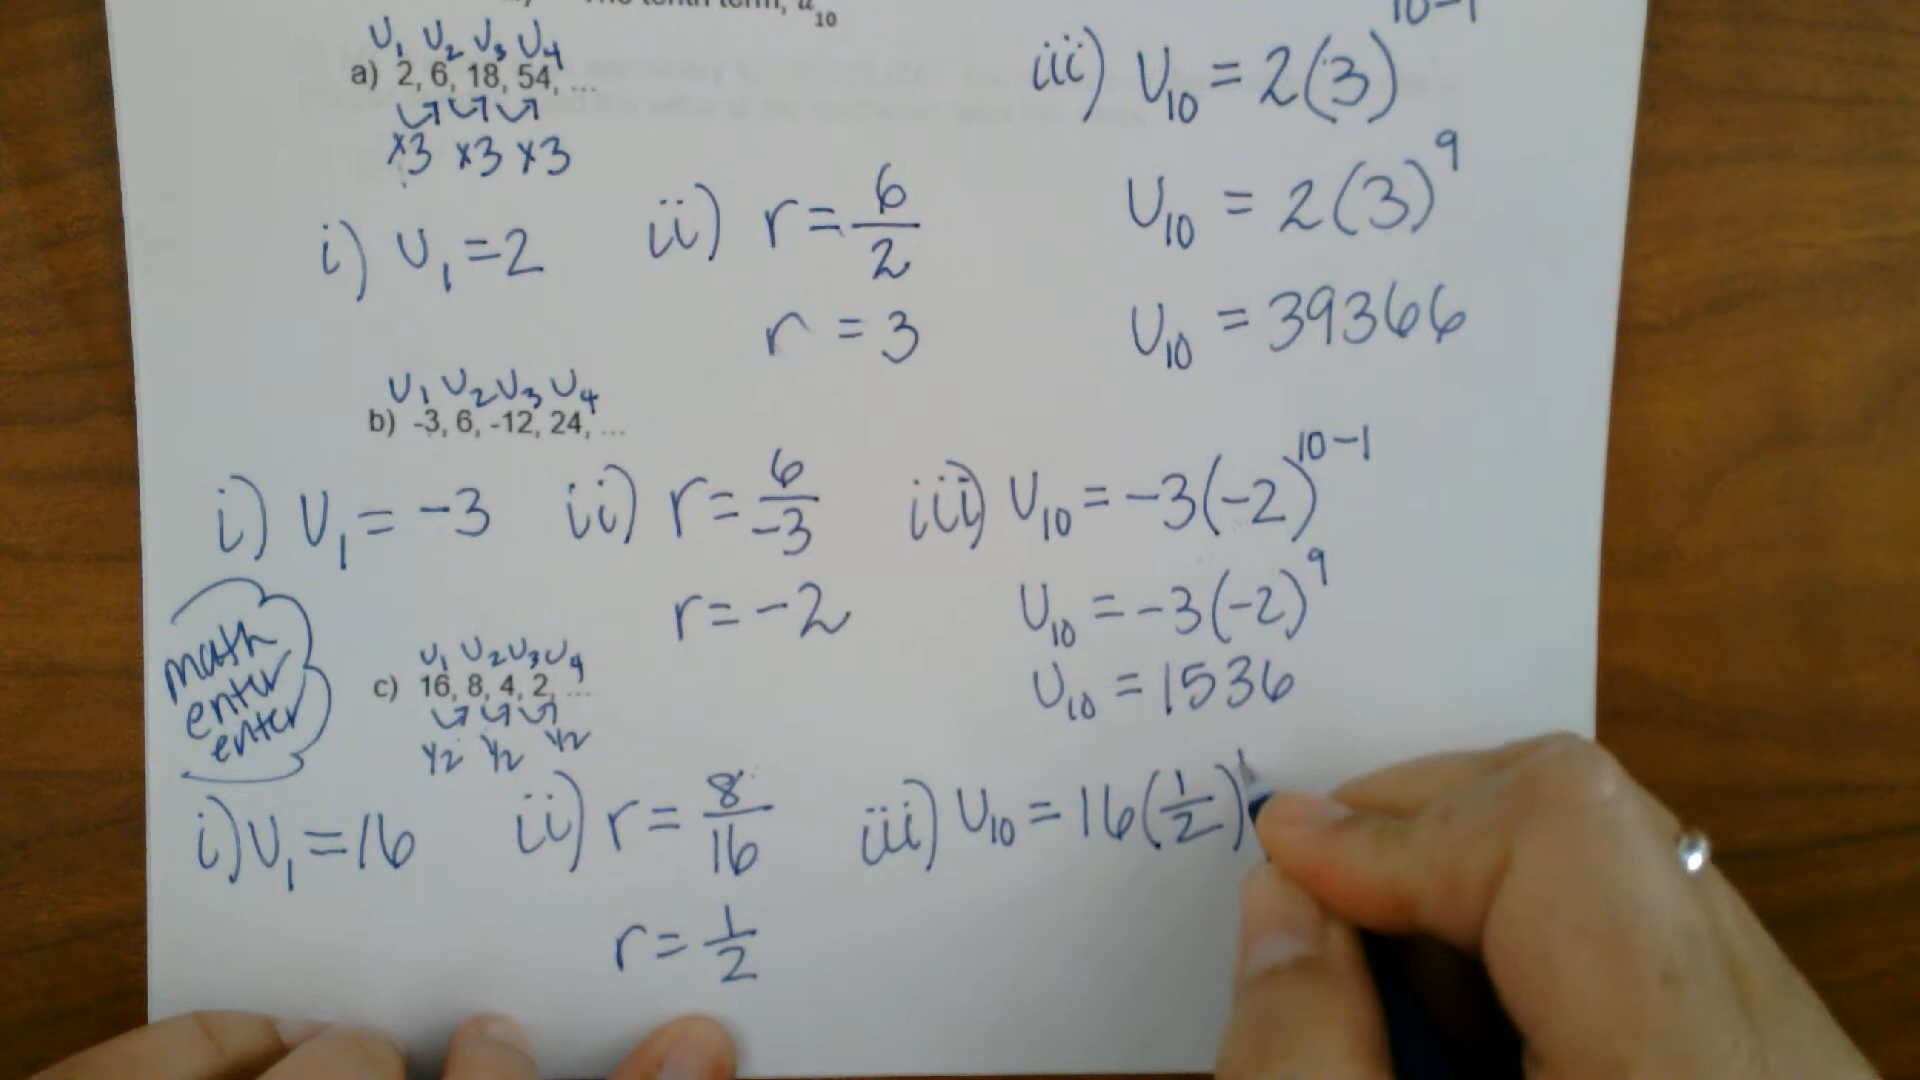 The tenth term, u10
U1 U2 U3 U4
a) 2, 6, 18, 54, ...
x3 x3 x3
i) U1 = 2
ii) r = 6/2
r = 3
iii) U10 = 2(3)^10-1
U10 = 2(3)^9
U10 = 39366
U1 U2 U3 U4
b) -3, 6, -12, 24, ...
i) U1 = -3
ii) r = 6/-3
r = -2
iii) U10 = -3(-2)^10-1
U10 = -3(-2)^9
U10 = 1536
math
enter
enter
U1 U2 U3 U4
c) 16, 8, 4, 2, ...
1/2 1/2 1/2
i) U1 = 16
ii) r = 8/16
r = 1/2
iii) U10 = 16(1/2)